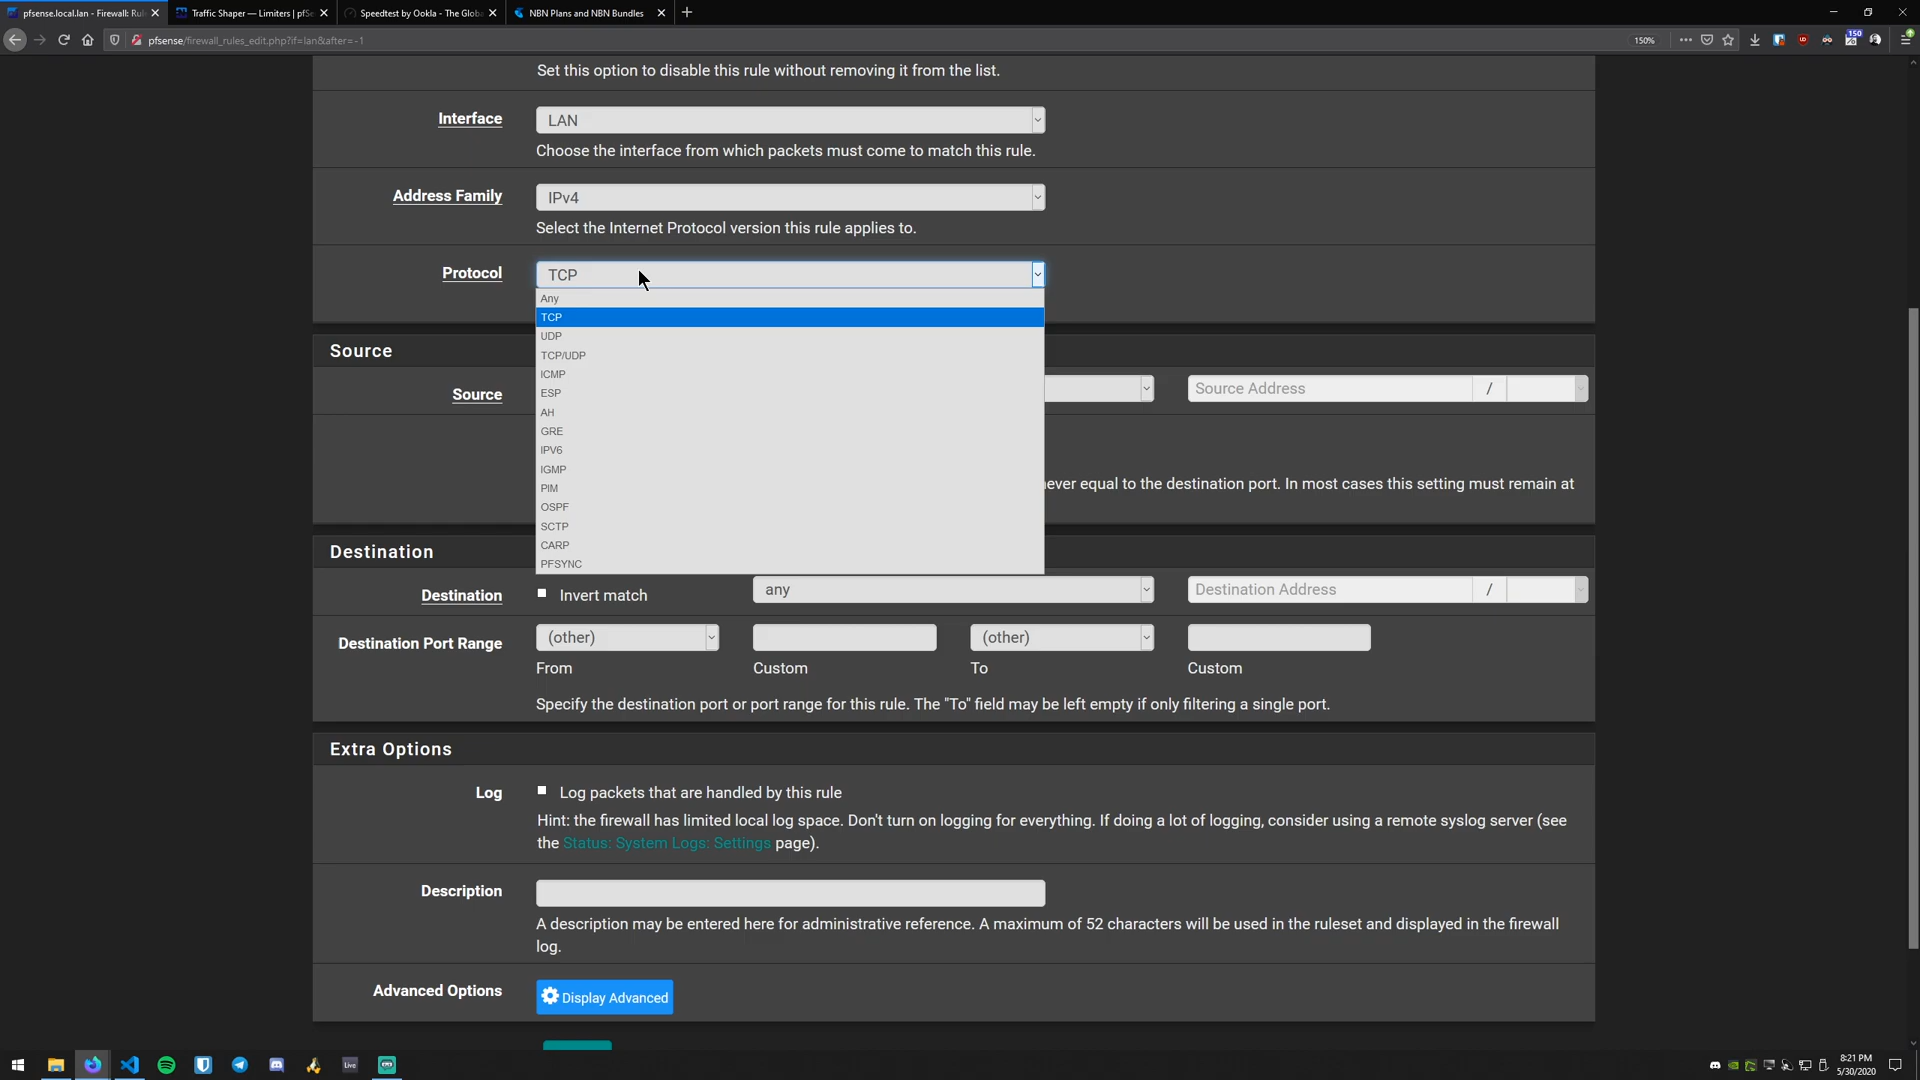 pfsense.local.lan - Firewall: Rul
Traffic Shaper — Limiters | pfSe
Speedtest by Ookla - The Globa
NBN Plans and NBN Bundles
pfsense/firewall_rules_edit.php?if=lan&after=-1
150%
150
Set this option to disable this rule without removing it from the list.
Interface
LAN
Choose the interface from which packets must come to match this rule.
Address Family
IPv4
Select the Internet Protocol version this rule applies to.
Protocol
TCP
Any
TCP
UDP
TCP/UDP
ICMP
ESP
AH
GRE
IPV6
IGMP
PIM
OSPF
SCTP
CARP
PFSYNC
Source
Source
Source Address
/
never equal to the destination port. In most cases this setting must remain at
Destination
Destination
Invert match
any
Destination Address
/
Destination Port Range
(other)
(other)
From
Custom
To
Custom
Specify the destination port or port range for this rule. The "To" field may be left empty if only filtering a single port.
Extra Options
Log
Log packets that are handled by this rule
Hint: the firewall has limited local log space. Don't turn on logging for everything. If doing a lot of logging, consider using a remote syslog server (see
the Status: System Logs: Settings page).
Description
A description may be entered here for administrative reference. A maximum of 52 characters will be used in the ruleset and displayed in the firewall
log.
Advanced Options
Display Advanced
Live
8:21 PM
5/30/2020